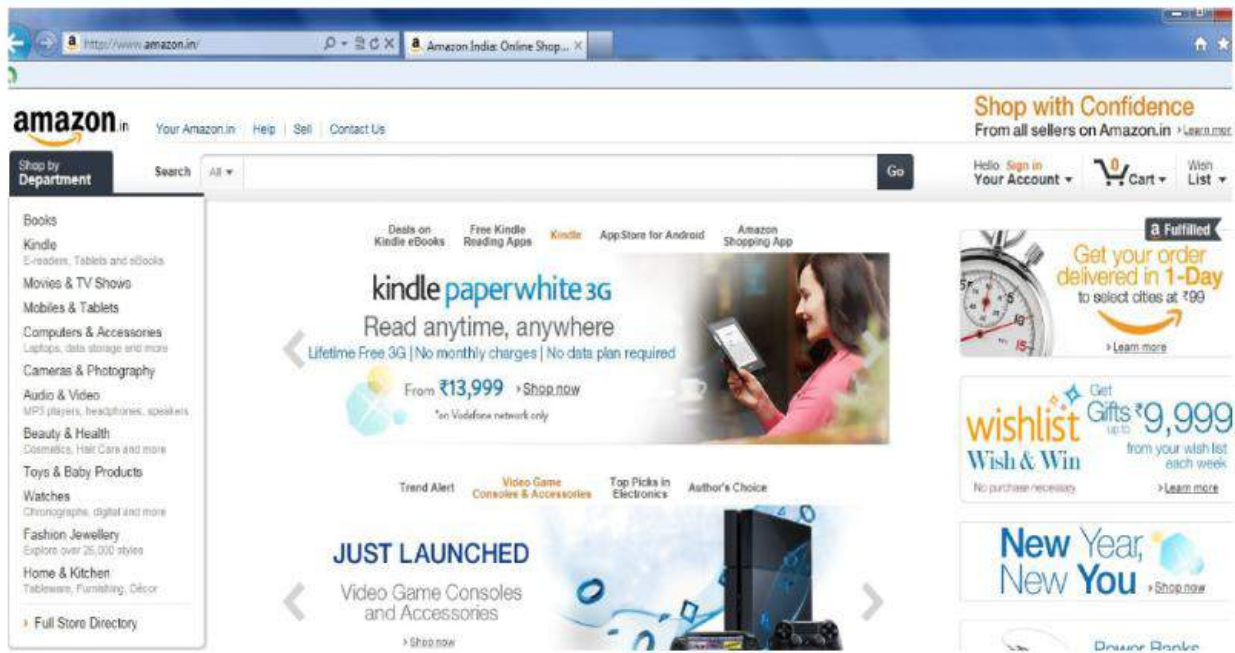 http://www.amazon.in/
Amazon India: Online Shop...
amazon.in
Your Amazon.in Help Sell Contact Us
Shop with Confidence
From all sellers on Amazon.in › Learn more
Shop by
Department
Search All Go
Hello Sign in
Your Account
0
Cart
Wish
List
Books
Kindle
E-readers, Tablets and eBooks
Movies & TV Shows
Mobiles & Tablets
Computers & Accessories
Laptops, data storage and more
Cameras & Photography
Audio & Video
MP3 players, headphones, speakers
Beauty & Health
Cosmetics, Hair Care and more
Toys & Baby Products
Watches
Chronographs, digital and more
Fashion Jewellery
Explore over 26,000 styles
Home & Kitchen
Tableware, Furnishing, Décor
› Full Store Directory
Deals on
Kindle eBooks
Free Kindle
Reading Apps
Kindle
AppStore for Android
Amazon
Shopping App
kindle paperwhite 3G
Read anytime, anywhere
Lifetime Free 3G | No monthly charges | No data plan required
From ₹13,999 › Shop now
*on Vodafone network only
Trend Alert
Video Game
Consoles & Accessories
Top Picks in
Electronics
Author's Choice
JUST LAUNCHED
Video Game Consoles
and Accessories
› Shop now
a Fulfilled
Get your order
delivered in 1-Day
to select cities at ₹99
› Learn more
wishlist
Wish & Win
No purchase necessary
Get
Gifts ₹9,999
up to
from your wish list
each week
› Learn more
New Year,
New You › Shop now
Power Banks